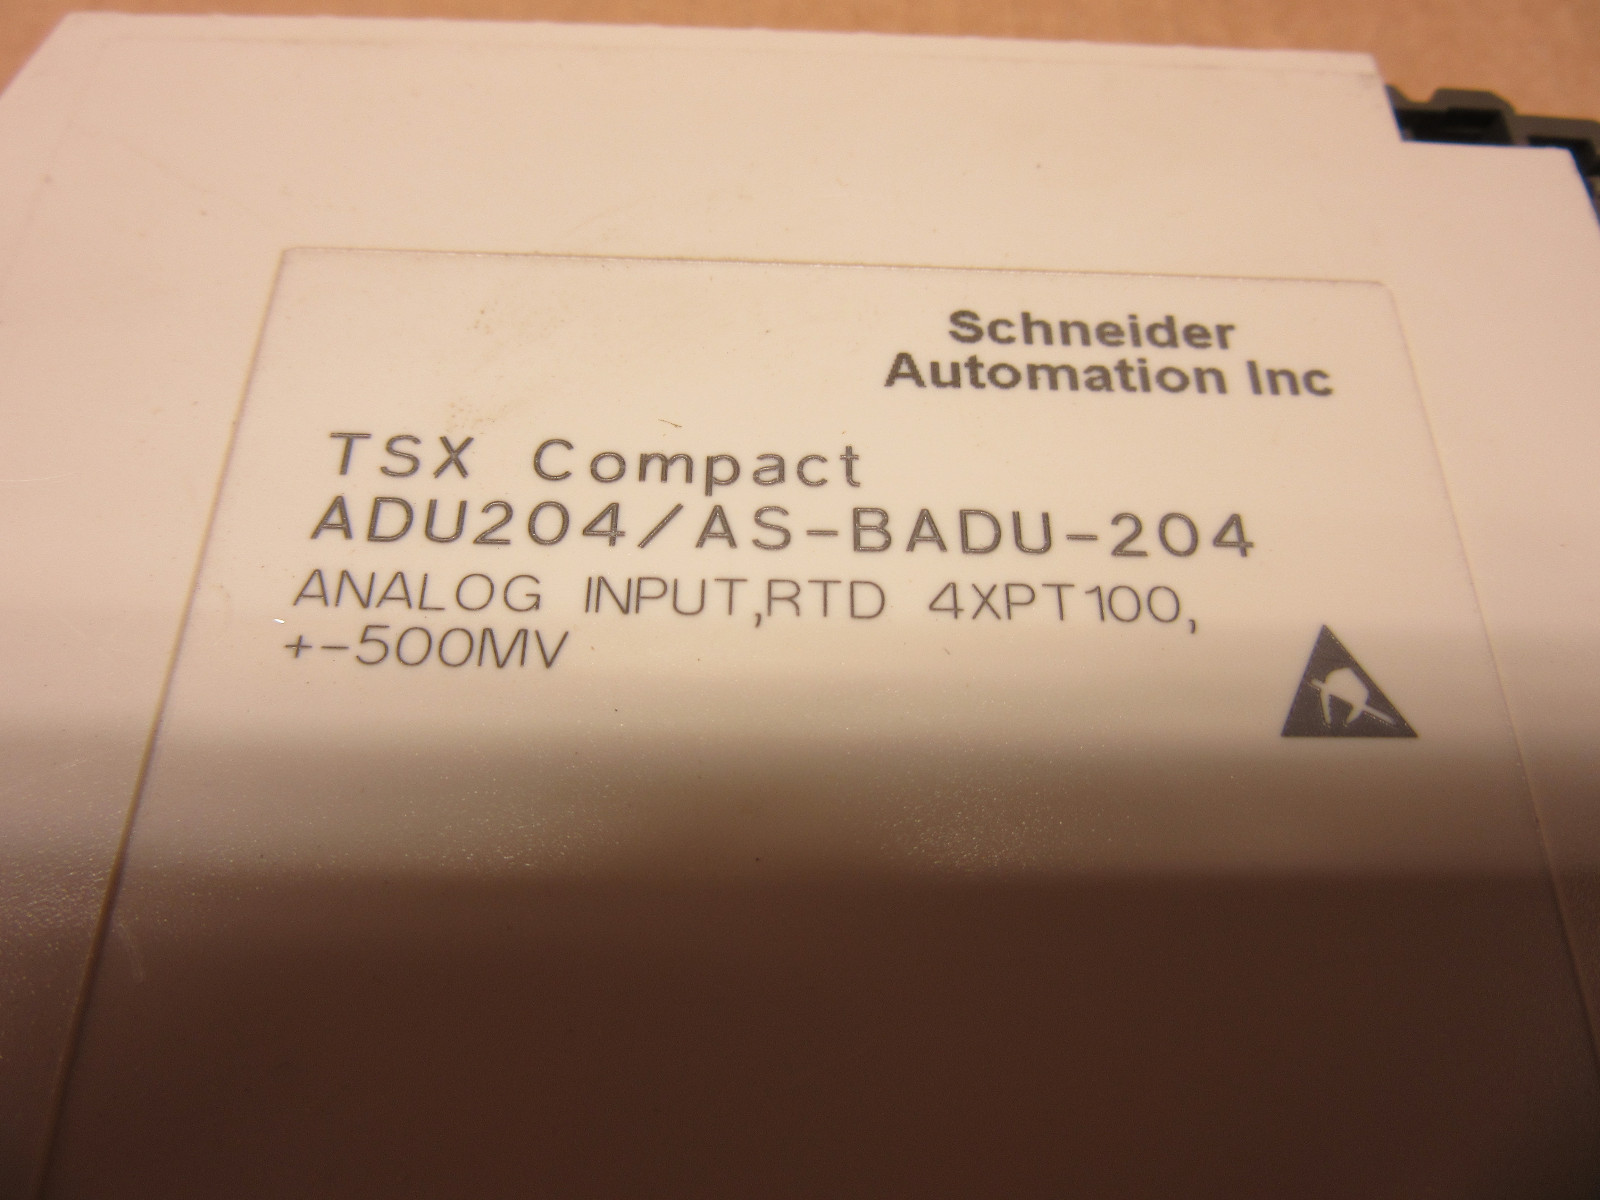 Schneider
Automation Inc
TSX Compact
ADU204/AS-BADU-204
ANALOG INPUT,RTD 4XPT100,
+-500MV